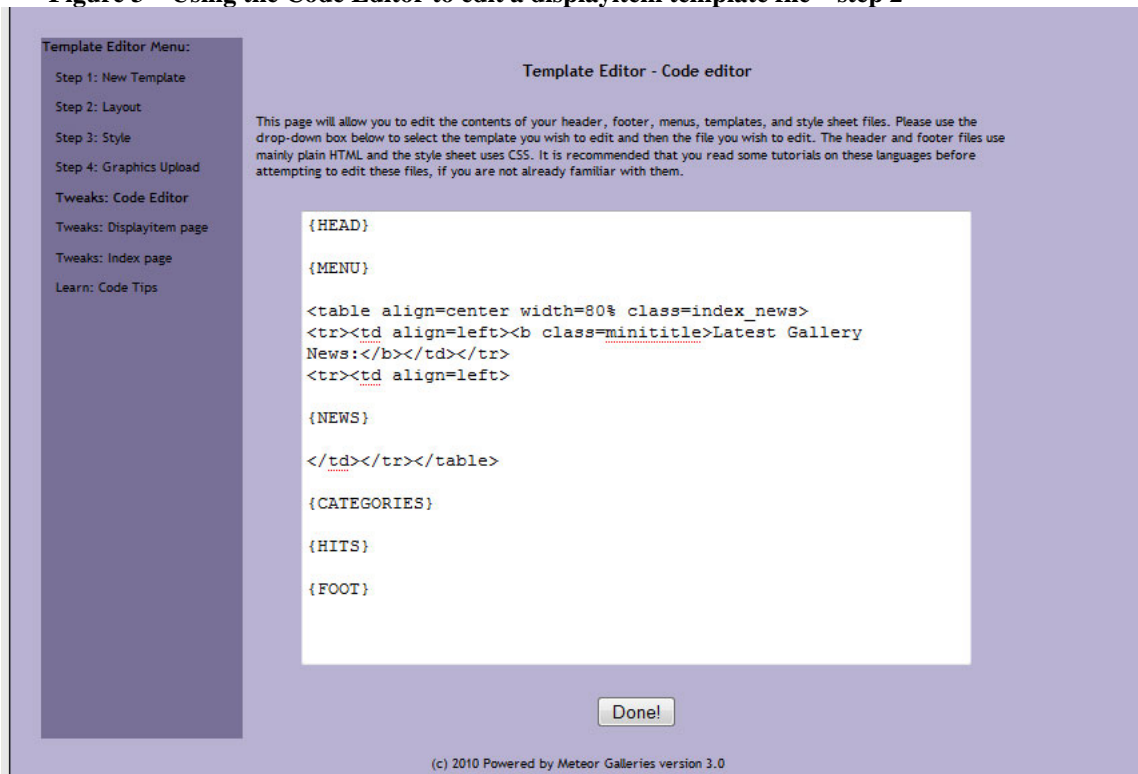 Figure 3 – Using the Code Editor to edit a displayitem template file – step 2
Template Editor Menu:
Step 1: New Template
Step 2: Layout
Step 3: Style
Step 4: Graphics Upload
Tweaks: Code Editor
Tweaks: Displayitem page
Tweaks: Index page
Learn: Code Tips
Template Editor - Code editor
This page will allow you to edit the contents of your header, footer, menus, templates, and style sheet files. Please use the
drop-down box below to select the template you wish to edit and then the file you wish to edit. The header and footer files use
mainly plain HTML and the style sheet uses CSS. It is recommended that you read some tutorials on these languages before
attempting to edit these files, if you are not already familiar with them.
{HEAD}
{MENU}
<table align=center width=80% class=index_news>
<tr><td align=left><b class=minititle>Latest Gallery
News:</b></td></tr>
<tr><td align=left>
{NEWS}
</td></tr></table>
{CATEGORIES}
{HITS}
{FOOT}
Done!
(c) 2010 Powered by Meteor Galleries version 3.0